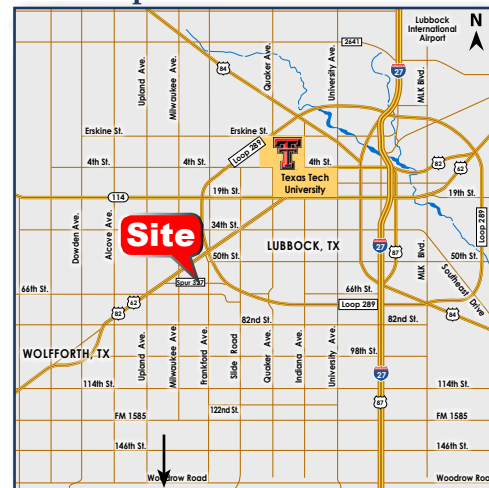 Lubbock
International
Airport
N
2641
84
27
Upland Ave.
Milwaukee Ave.
Quaker Ave.
University Ave.
MLK Blvd.
Erskine St.
Erskine St.
4th St.
4th St.
Loop 289
T
4th St.
82
62
Texas Tech
University
114
19th St.
19th St.
Dowden Ave.
Alcove Ave.
34th St.
Site
LUBBOCK, TX
27
87
MLK Blvd.
Loop 289
50th St.
50th St.
Southeast Drive
66th St.
Spur 327
66th St.
62
82
Loop 289
84
82nd St.
82nd St.
WOLFFORTH, TX
Upland Ave.
Milwaukee Ave.
Frankford Ave.
Slide Road
Quaker Ave.
Indiana Ave.
University Ave.
98th St.
27
114th St.
114th St.
87
122nd St.
FM 1585
FM 1585
146th St.
146th St.
Woodrow Road
Woodrow Road